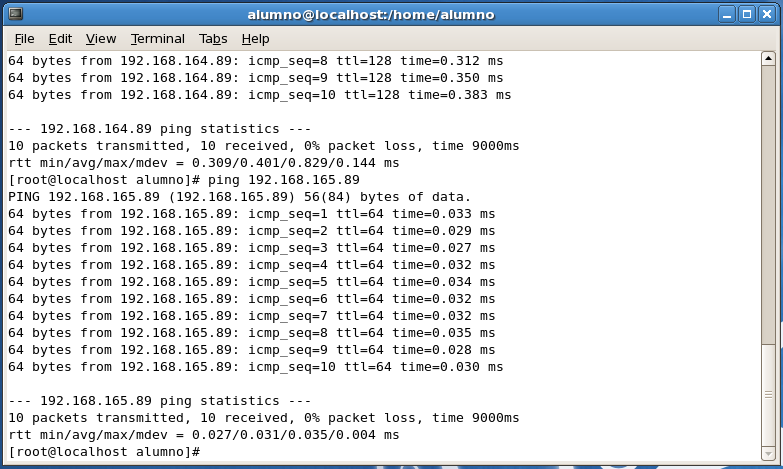 alumno@localhost:/home/alumno
File Edit View Terminal Tabs Help
64 bytes from 192.168.164.89: icmp_seq=8 ttl=128 time=0.312 ms
64 bytes from 192.168.164.89: icmp_seq=9 ttl=128 time=0.350 ms
64 bytes from 192.168.164.89: icmp_seq=10 ttl=128 time=0.383 ms
--- 192.168.164.89 ping statistics ---
10 packets transmitted, 10 received, 0% packet loss, time 9000ms
rtt min/avg/max/mdev = 0.309/0.401/0.829/0.144 ms
[root@localhost alumno]# ping 192.168.165.89
PING 192.168.165.89 (192.168.165.89) 56(84) bytes of data.
64 bytes from 192.168.165.89: icmp_seq=1 ttl=64 time=0.033 ms
64 bytes from 192.168.165.89: icmp_seq=2 ttl=64 time=0.029 ms
64 bytes from 192.168.165.89: icmp_seq=3 ttl=64 time=0.027 ms
64 bytes from 192.168.165.89: icmp_seq=4 ttl=64 time=0.032 ms
64 bytes from 192.168.165.89: icmp_seq=5 ttl=64 time=0.034 ms
64 bytes from 192.168.165.89: icmp_seq=6 ttl=64 time=0.032 ms
64 bytes from 192.168.165.89: icmp_seq=7 ttl=64 time=0.032 ms
64 bytes from 192.168.165.89: icmp_seq=8 ttl=64 time=0.035 ms
64 bytes from 192.168.165.89: icmp_seq=9 ttl=64 time=0.028 ms
64 bytes from 192.168.165.89: icmp_seq=10 ttl=64 time=0.030 ms
--- 192.168.165.89 ping statistics ---
10 packets transmitted, 10 received, 0% packet loss, time 9000ms
rtt min/avg/max/mdev = 0.027/0.031/0.035/0.004 ms
[root@localhost alumno]#